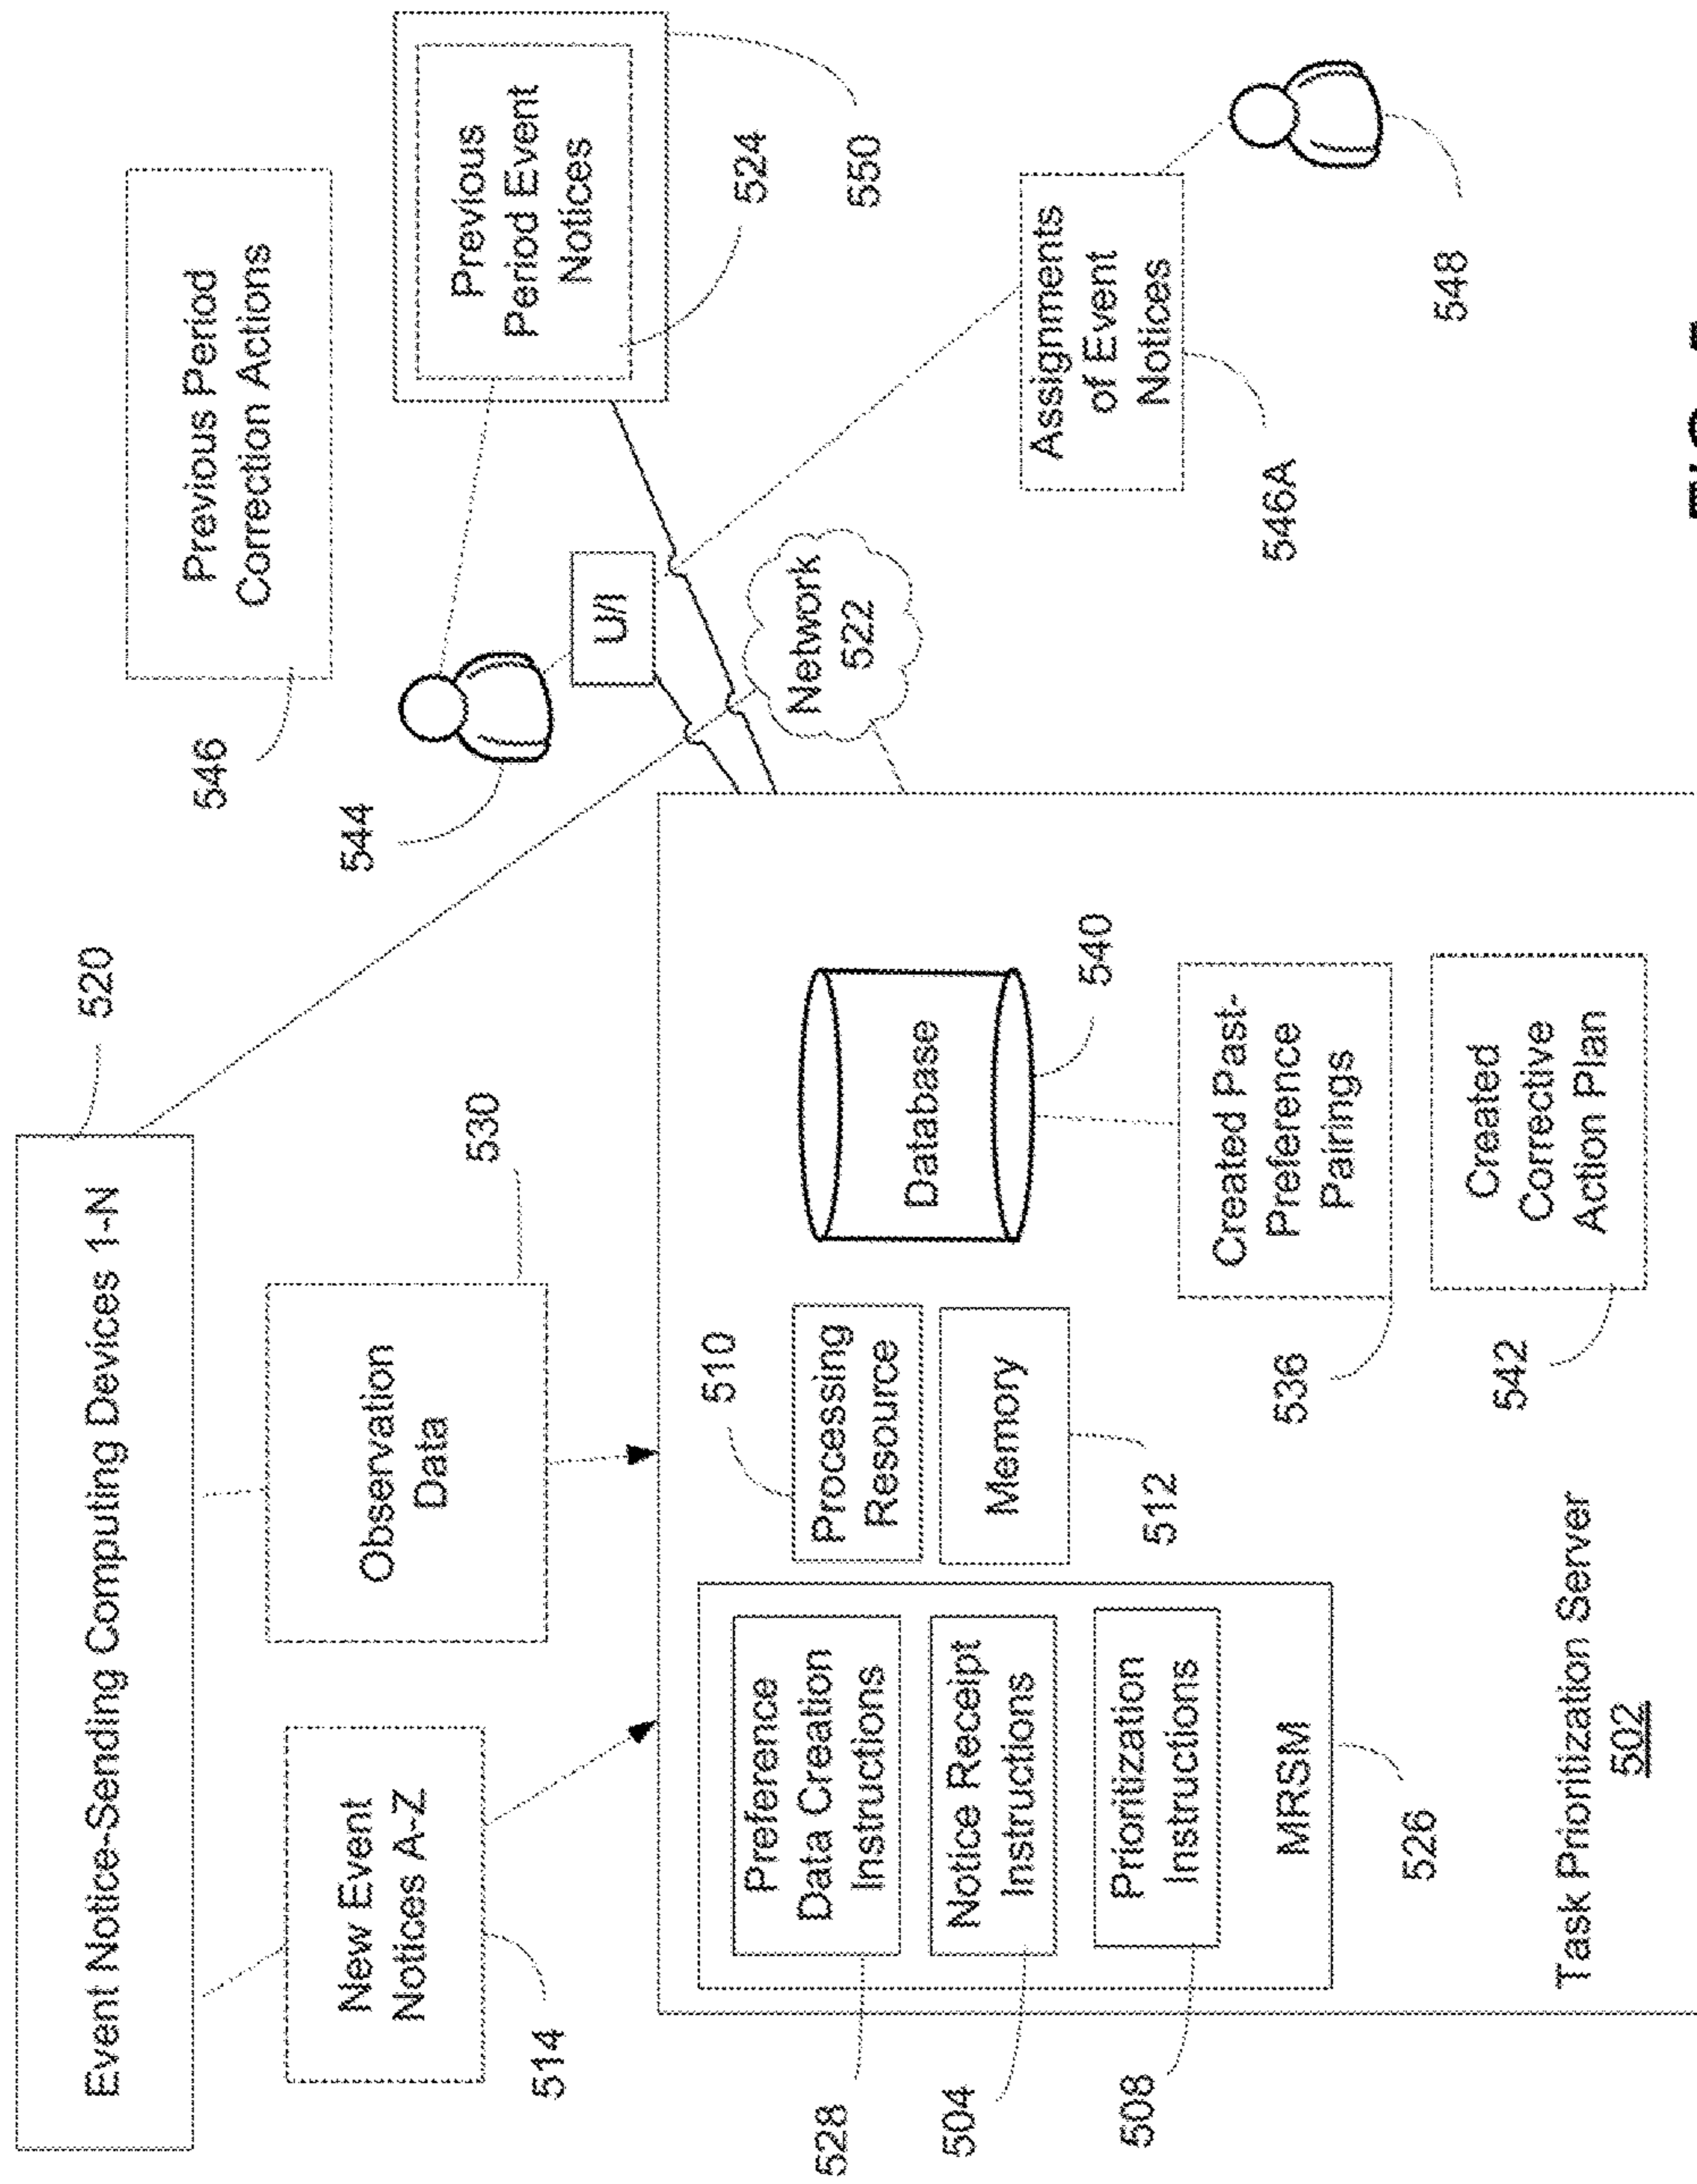 Event Notice-Sending Computing Devices 1-N
520
New Event
Notices A-Z
514
Observation
Data
530
Previous Period
Correction Actions
546
544
U/I
Previous
Period Event
Notices
524
550
Network
522
Assignments
of Event
Notices
546A
548
Preference
Data Creation
Instructions
528
Notice Receipt
Instructions
504
Prioritization
Instructions
508
MRSM
526
Processing
Resource
510
Memory
512
Database
540
Created Past-
Preference
Pairings
536
Created
Corrective
Action Plan
542
Task Prioritization Server
502